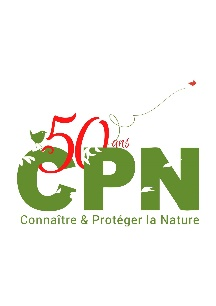 50 ans
CPN
Connaître & Protéger la Nature